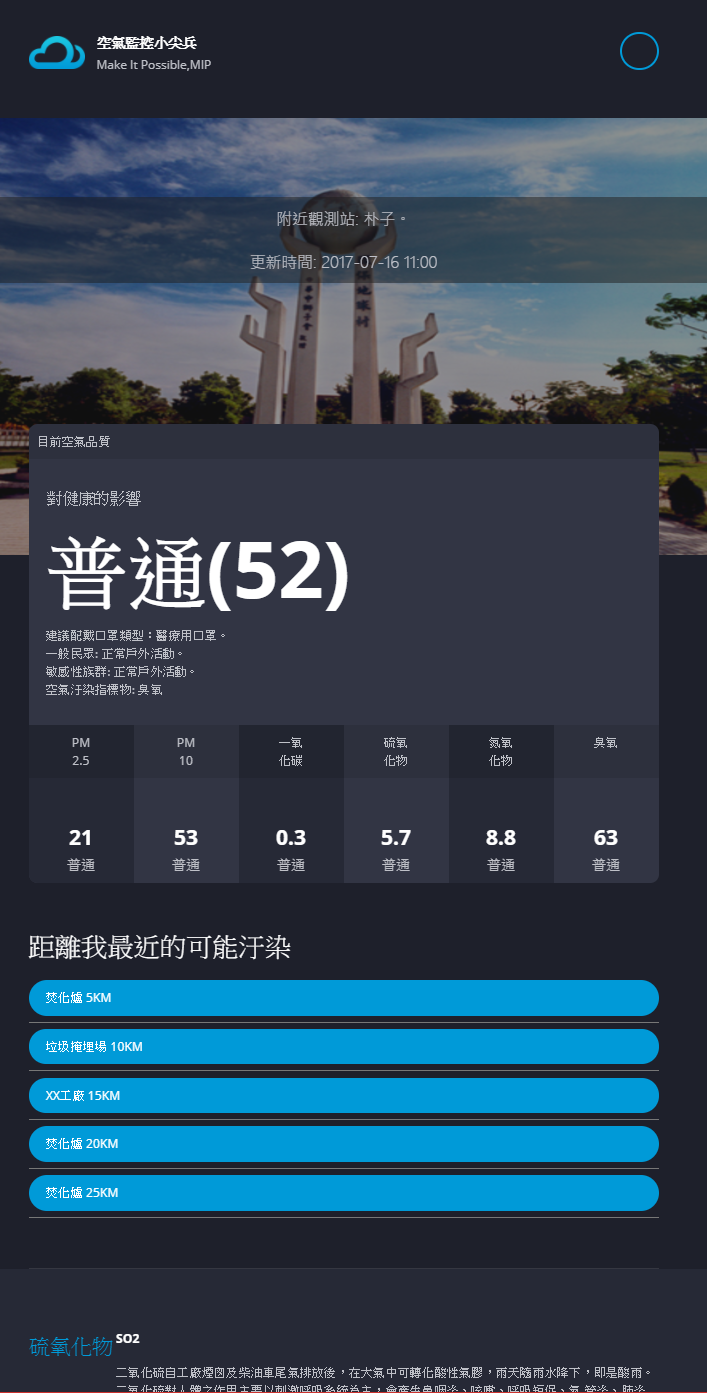 空氣監控小尖兵
Make It Possible,MIP
附近觀測站: 朴子。
更新時間: 2017-07-16 11:00
目前空氣品質
對健康的影響
普通(52)
建議配戴口罩類型：醫療用口罩。
一般民眾: 正常戶外活動。
敏感性族群: 正常戶外活動。
空氣汙染指標物: 臭氧
PM
2.5
PM
10
一氧
化碳
硫氧
化物
氮氧
化物
臭氧
21
普通
53
普通
0.3
普通
5.7
普通
8.8
普通
63
普通
距離我最近的可能汙染
焚化爐 5KM
垃圾掩埋場 10KM
XX工廠 15KM
焚化爐 20KM
焚化爐 25KM
硫氧化物 SO2
二氧化硫自工廠煙囪及柴油車尾氣排放後，在大氣中可轉化酸性氣膠，雨天隨雨水降下，即是酸雨。